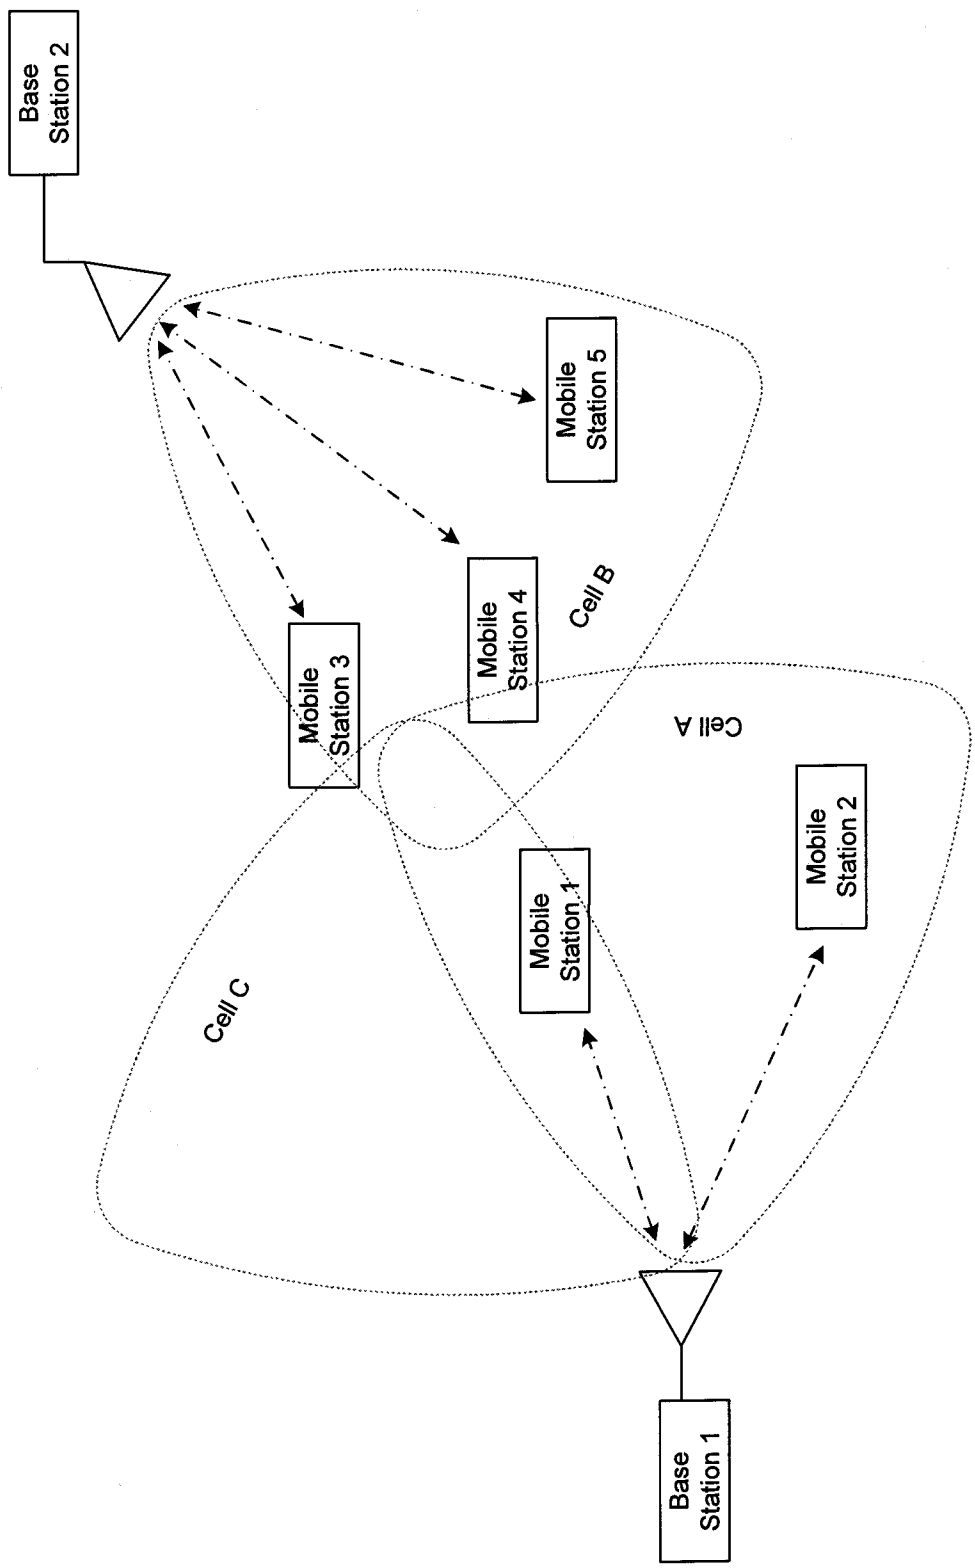 Base
Station 2
Mobile
Station 5
Mobile
Station 4
Cell B
Mobile
Station 3
Cell A
Mobile
Station 2
Mobile
Station 1
Cell C
Base
Station 1